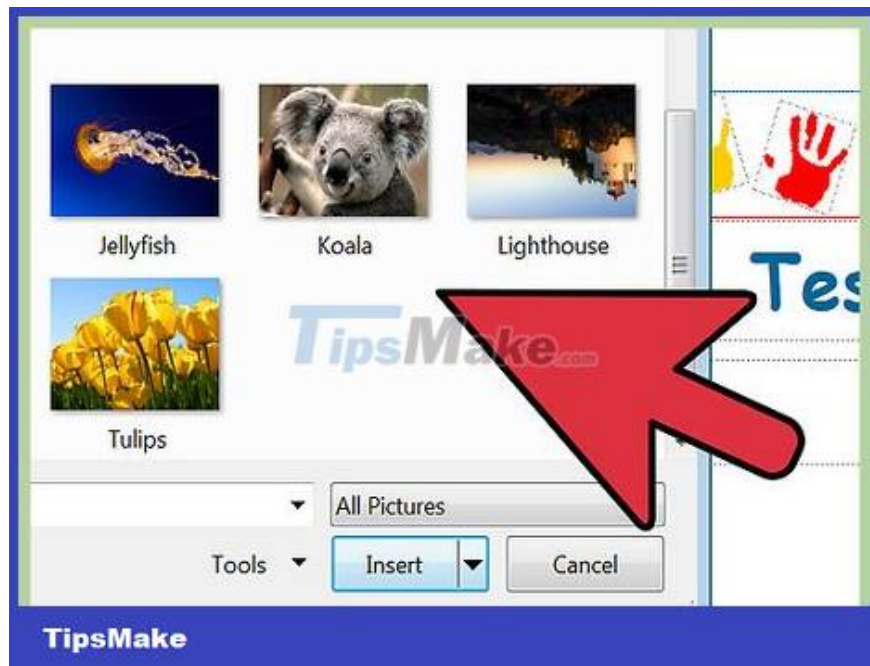 Jellyfish Koala Lighthouse
Tes
TipsMake.com
Tulips
All Pictures
Tools Insert Cancel
TipsMake